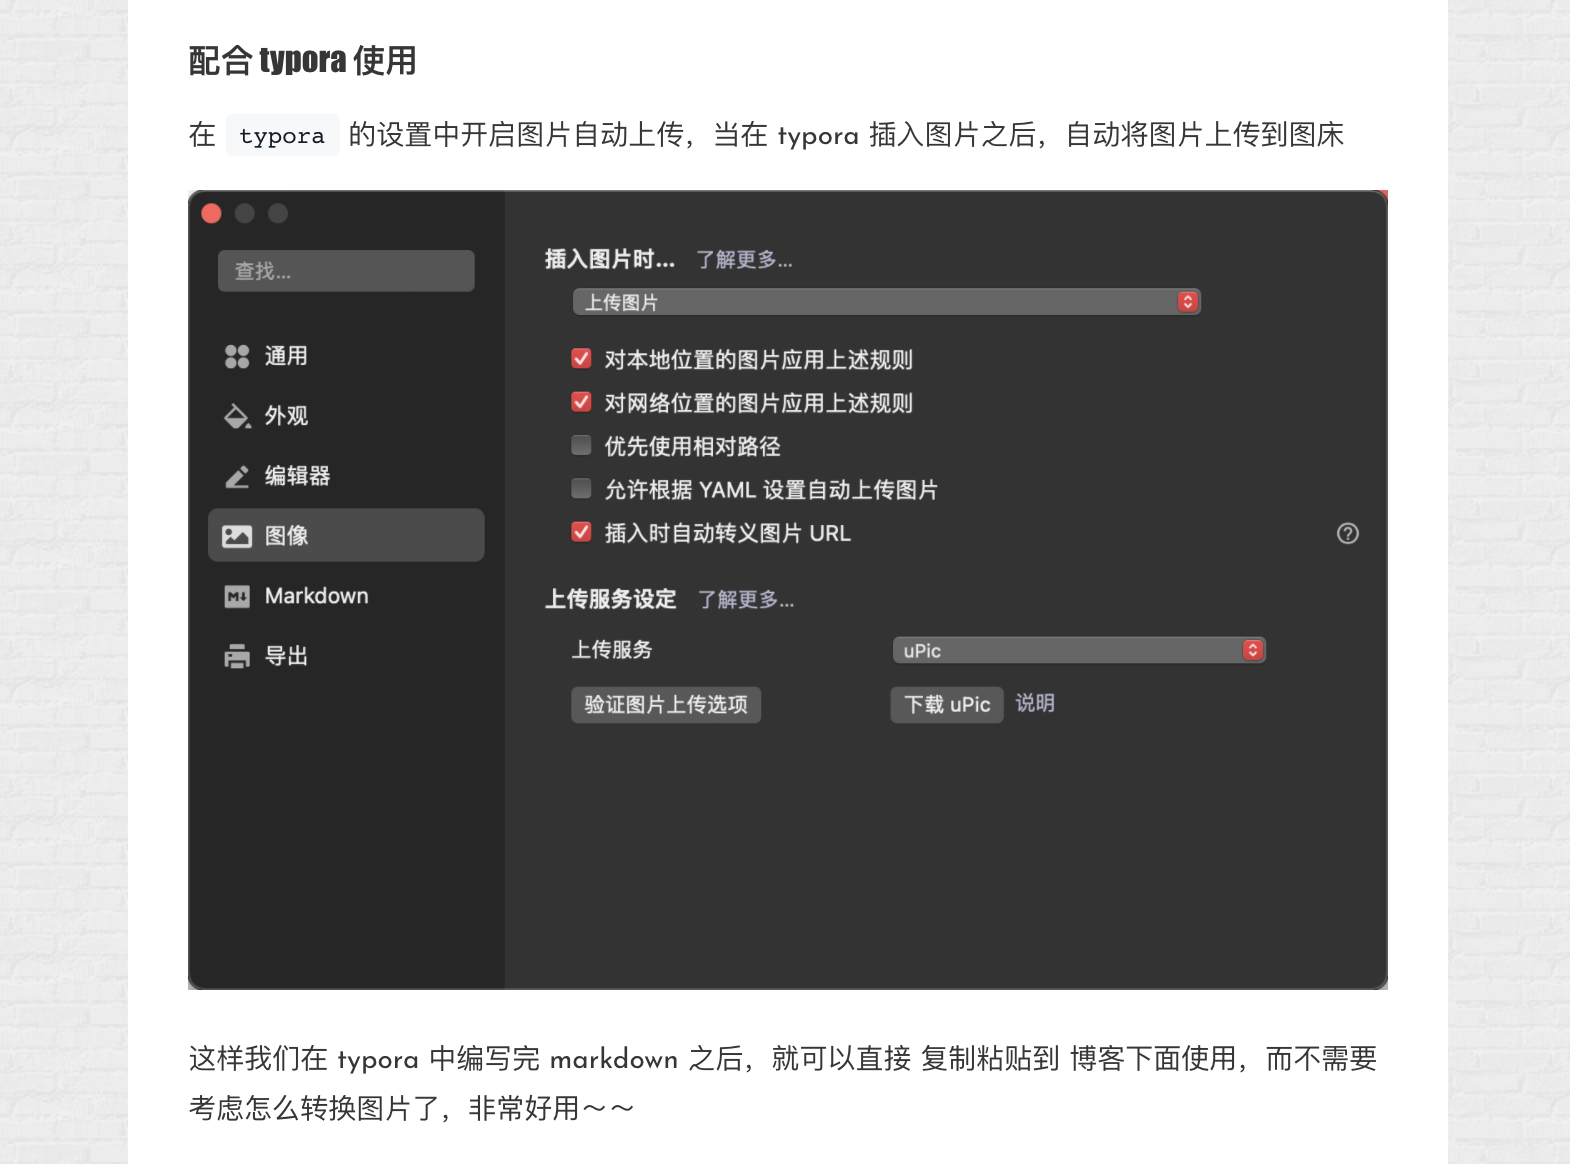 配合 typora 使用
在 typora 的设置中开启图片自动上传，当在 typora 插入图片之后，自动将图片上传到图床
查找...
通用
外观
编辑器
图像
Markdown
导出
插入图片时... 了解更多...
上传图片
对本地位置的图片应用上述规则
对网络位置的图片应用上述规则
优先使用相对路径
允许根据 YAML 设置自动上传图片
插入时自动转义图片 URL
上传服务设定 了解更多...
上传服务 uPic
验证图片上传选项 下载 uPic 说明
这样我们在 typora 中编写完 markdown 之后，就可以直接 复制粘贴到 博客下面使用，而不需要
考虑怎么转换图片了，非常好用～～